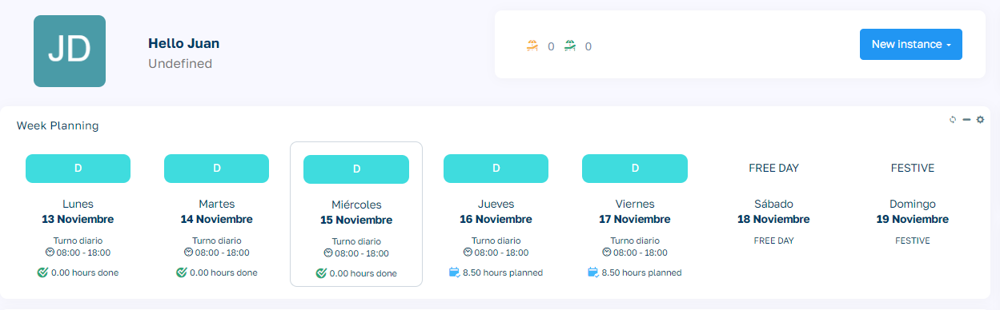 JD
Hello Juan
Undefined
0 0
New instance
Week Planning
D
Lunes
13 Noviembre
Turno diario
08:00 - 18:00
0.00 hours done
D
Martes
14 Noviembre
Turno diario
08:00 - 18:00
0.00 hours done
D
Miércoles
15 Noviembre
Turno diario
08:00 - 18:00
0.00 hours done
D
Jueves
16 Noviembre
Turno diario
08:00 - 18:00
8.50 hours planned
D
Viernes
17 Noviembre
Turno diario
08:00 - 18:00
8.50 hours planned
FREE DAY
Sábado
18 Noviembre
FREE DAY
FESTIVE
Domingo
19 Noviembre
FESTIVE